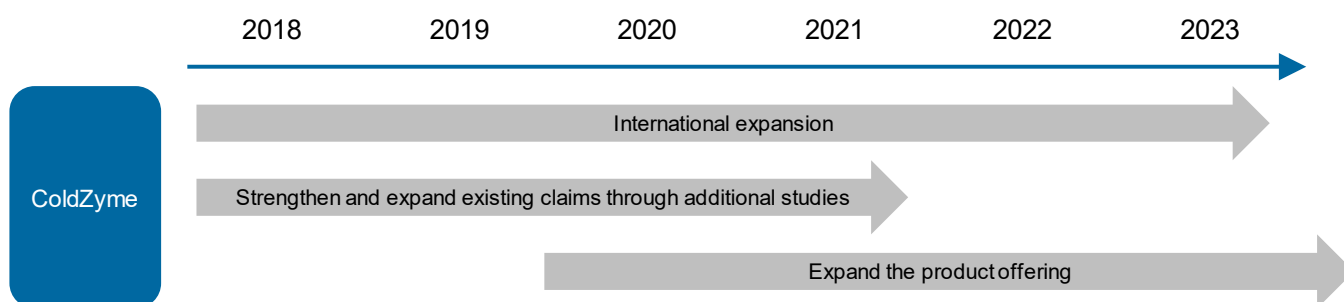 2018 2019 2020 2021 2022 2023
International expansion
ColdZyme
Strengthen and expand existing claims through additional studies
Expand the product offering